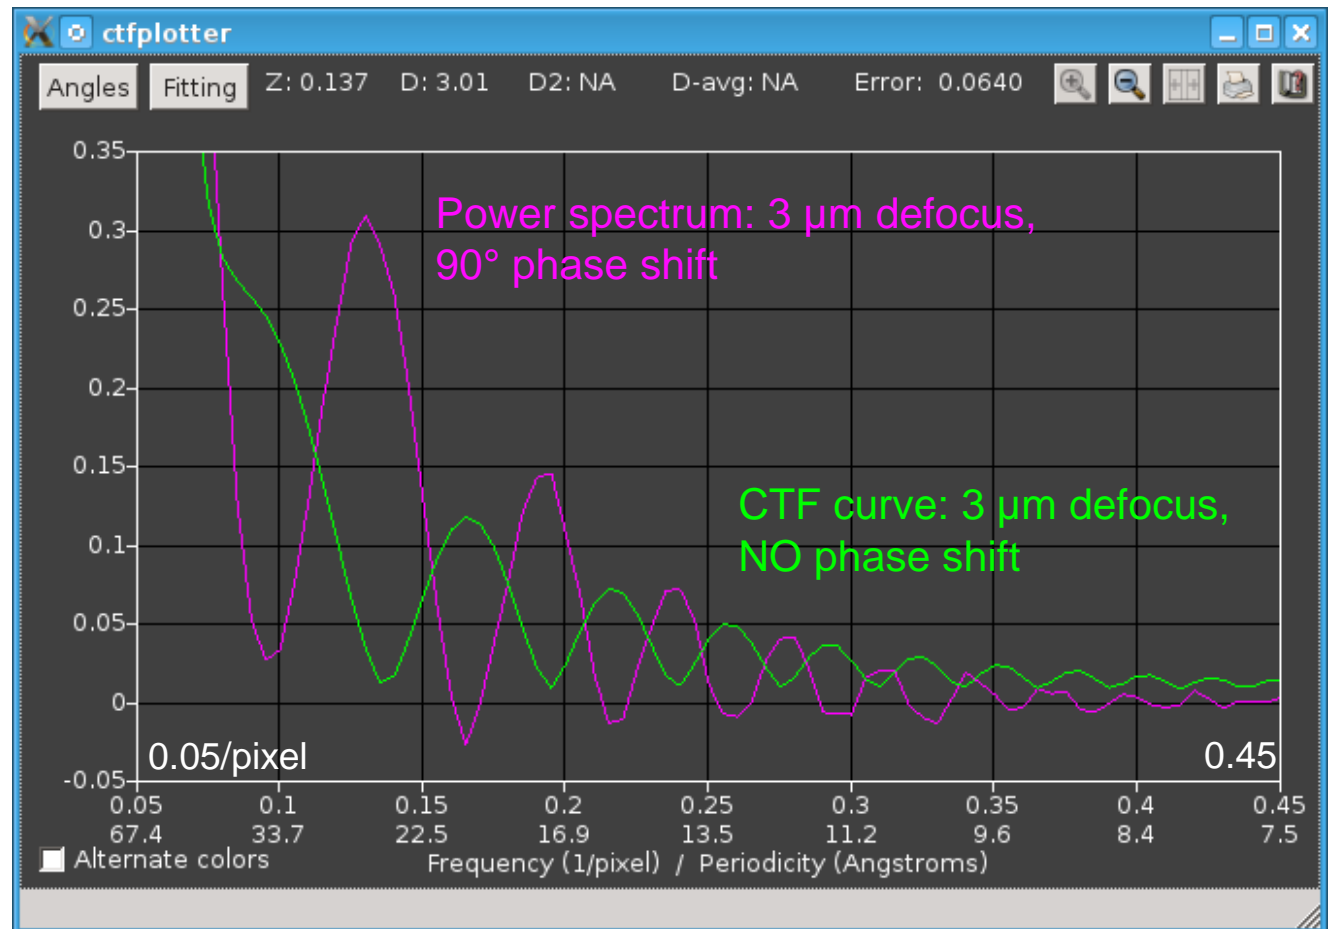 ctfplotter
Angles Fitting Z: 0.137 D: 3.01 D2: NA D-avg: NA Error: 0.0640
0.35
0.3
0.25
0.2
0.15
0.1
0.05
0
-0.05
Power spectrum: 3 µm defocus,
90° phase shift
CTF curve: 3 µm defocus,
NO phase shift
0.05/pixel 0.45
0.05 0.1 0.15 0.2 0.25 0.3 0.35 0.4 0.45
67.4 33.7 22.5 16.9 13.5 11.2 9.6 8.4 7.5
Alternate colors Frequency (1/pixel) / Periodicity (Angstroms)